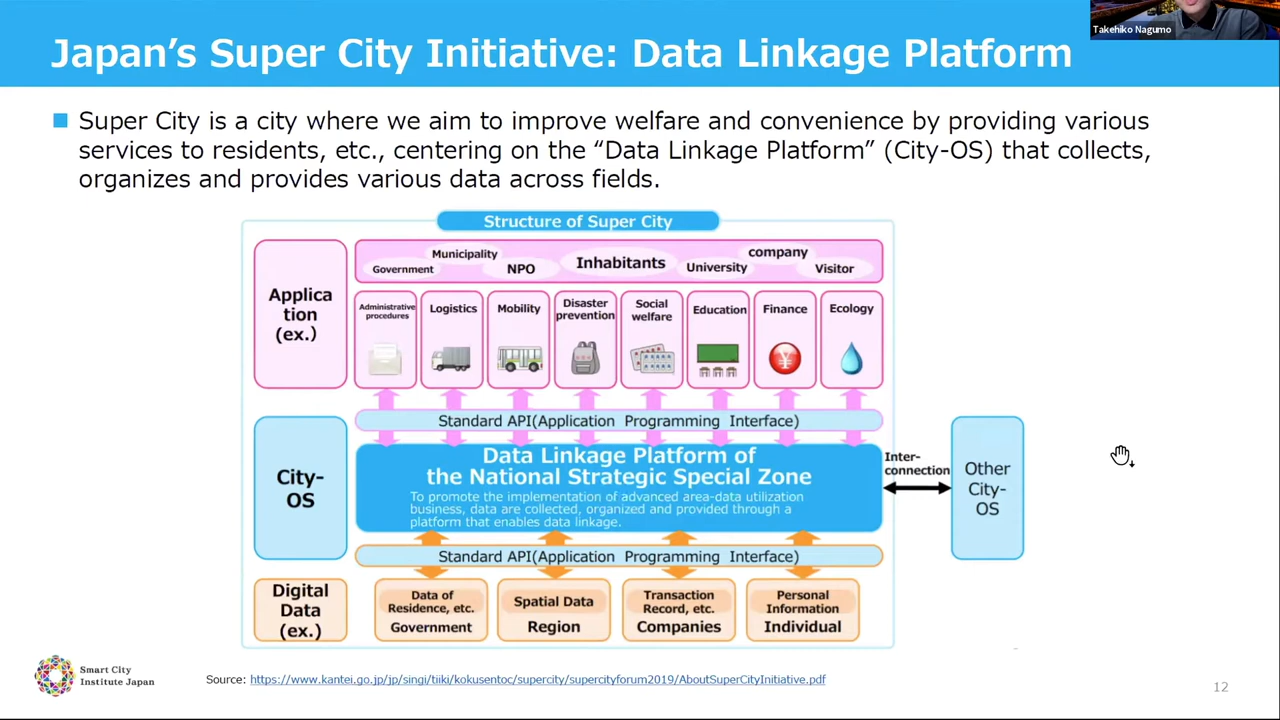 Takehiko Nagumo
Japan’s Super City Initiative: Data Linkage Platform
Super City is a city where we aim to improve welfare and convenience by providing various
services to residents, etc., centering on the “Data Linkage Platform” (City-OS) that collects,
organizes and provides various data across fields.
Structure of Super City
Applica
tion
(ex.)
Government
Municipality
NPO
Inhabitants
University
company
Visitor
Administrative
procedures
Logistics
Mobility
Disaster
prevention
Social
welfare
Education
Finance
Ecology
Standard API(Application Programming Interface)
City-
OS
Data Linkage Platform of
the National Strategic Special Zone
To promote the implementation of advanced area-data utilization
business, data are collected, organized and provided through a
platform that enables data linkage.
Inter-
connection
Other
City-
OS
Standard API(Application Programming Interface)
Digital
Data
(ex.)
Data of
Residence, etc.
Government
Spatial Data
Region
Transaction
Record, etc.
Companies
Personal
Information
Individual
Smart City
Institute Japan
Source: https://www.kantei.go.jp/jp/singi/tiiki/kokusentoc/supercity/supercityforum2019/AboutSuperCityInitiative.pdf
12